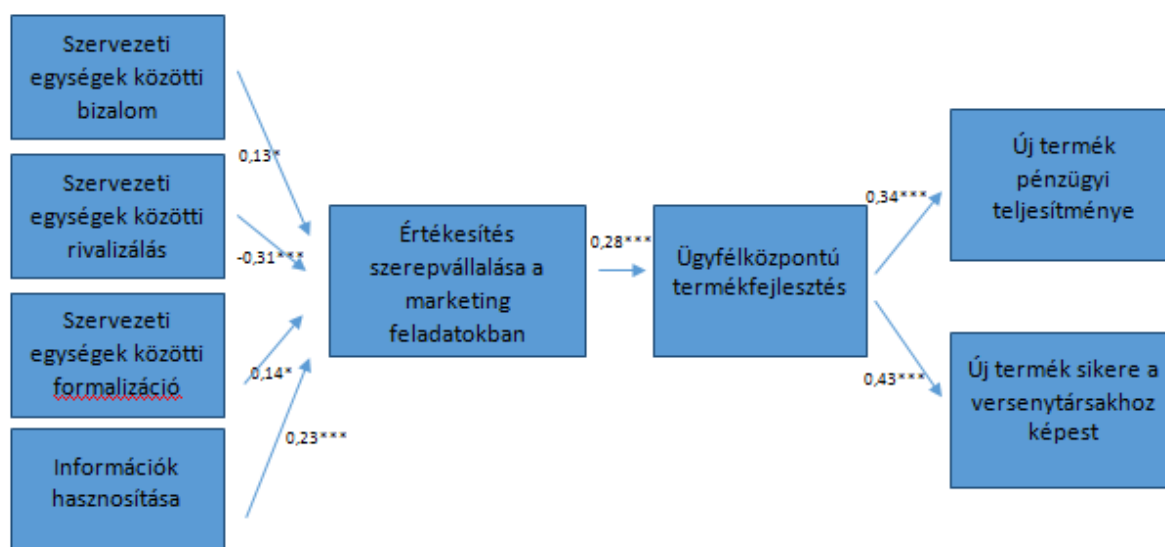 Szervezeti
egységek közötti
bizalom
0,13*
Szervezeti
egységek közötti
rivalizálás
-0,31***
Szervezeti
egységek közötti
formalizáció
0,14*
Információk
hasznosítása
0,23***
Értékesítés
szerepvállalása a
marketing
feladatokban
0,28***
Ügyfélközpontú
termékfejlesztés
0,34***
Új termék
pénzügyi
teljesítménye
0,43***
Új termék sikere a
versenytársakhoz
képest